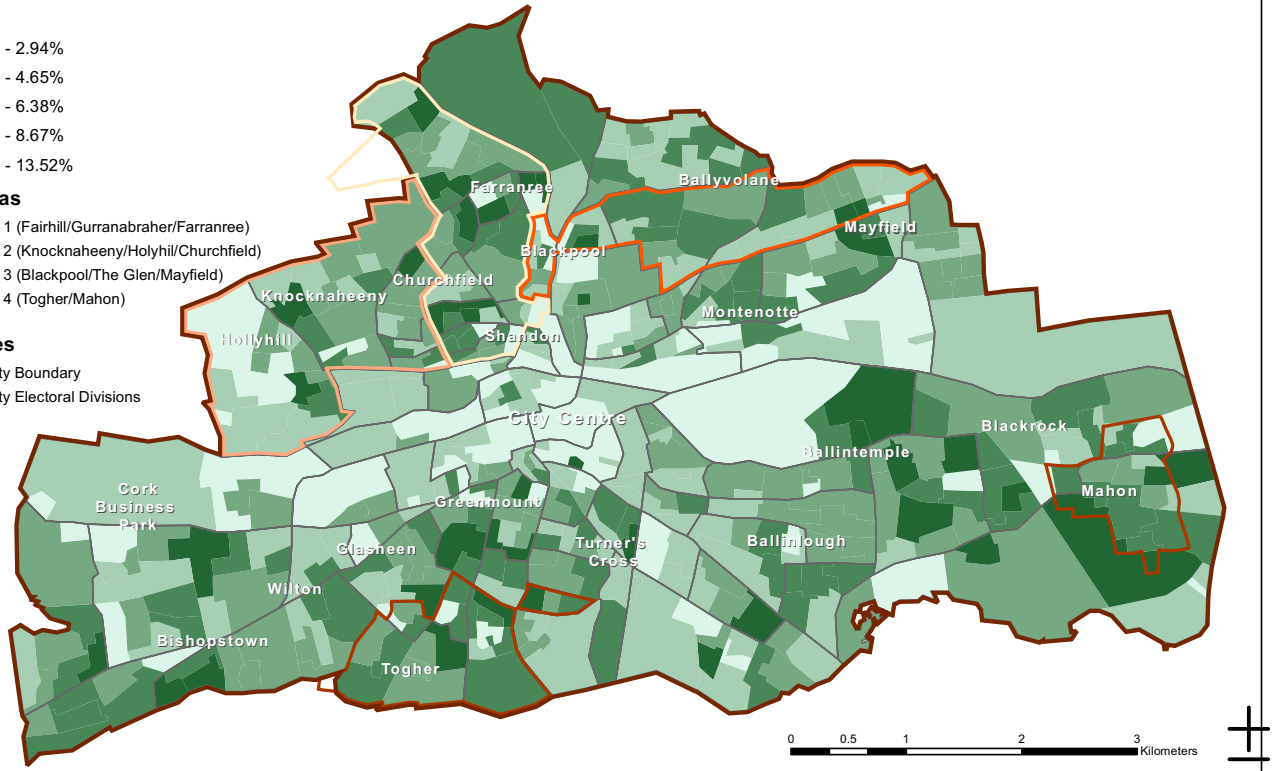 - 2.94%
- 4.65%
- 6.38%
- 8.67%
- 13.52%
as
1 (Fairhill/Gurranabraher/Farranree)
2 (Knocknaheeny/Holyhil/Churchfield)
3 (Blackpool/The Glen/Mayfield)
4 (Togher/Mahon)
es
ty Boundary
ty Electoral Divisions
Ballyvolane
Farranree
Mayfield
Blackpool
Churchfield
Knocknaheeny
Montenotte
Shandon
Hollyhill
City Centre
Blackrock
Ballintemple
Cork
Business
Park
Mahon
Greenmount
Turner's
Cross
Ballinlough
Glasheen
Wilton
Bishopstown
Togher
0 0.5 1 2 3
Kilometers